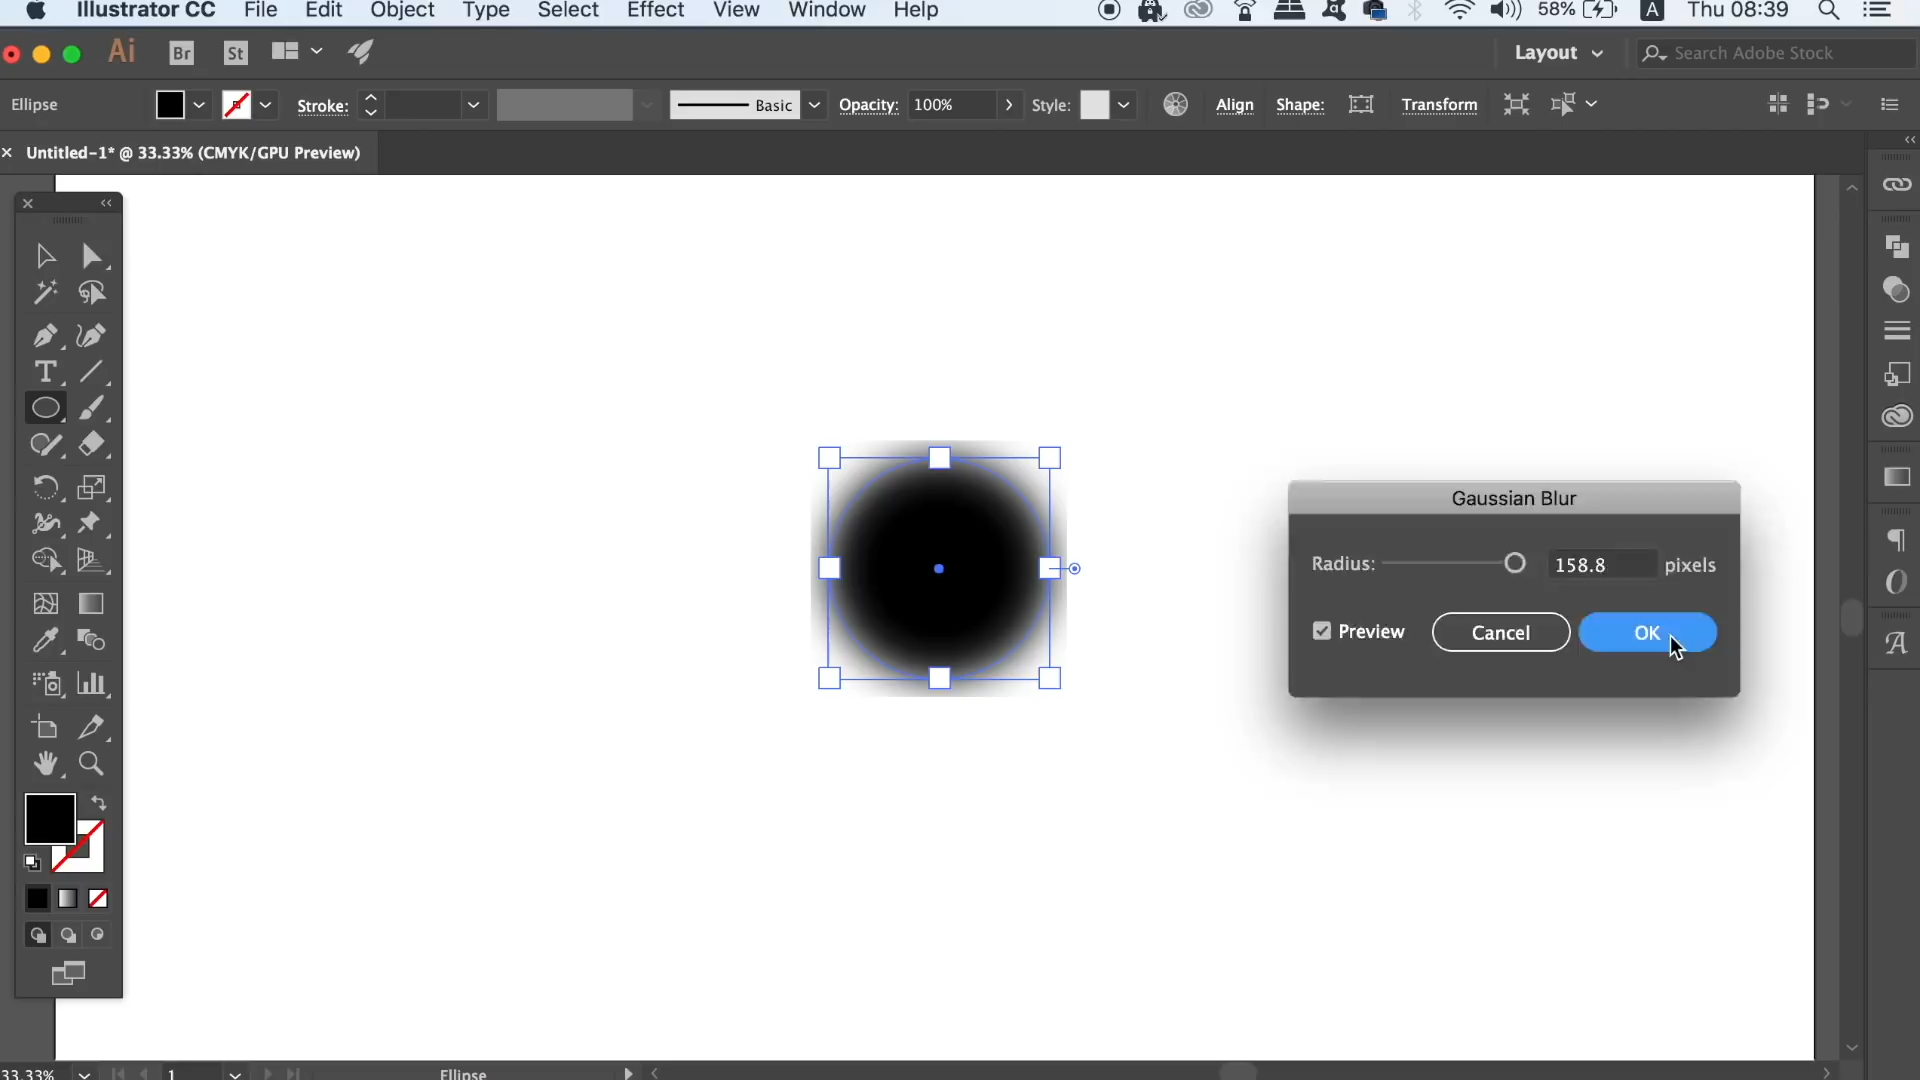 Illustrator CC File Edit Object Type Select Effect View Window Help 58% A Thu 08:39
Ai Br St Layout Search Adobe Stock
Ellipse Stroke: Basic Opacity: 100% Style: Align Shape: Transform
Untitled-1* @ 33.33% (CMYK/GPU Preview)
Gaussian Blur
Radius: 158.8 pixels
Preview Cancel OK
33.33% 1 Ellipse